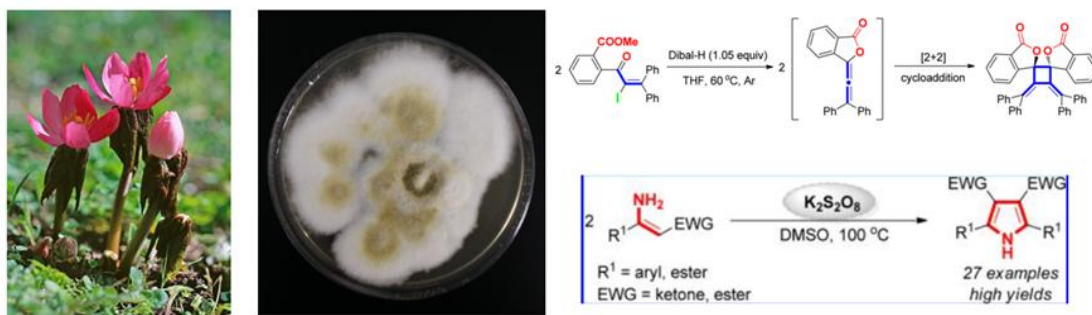 COOMe
O
2
I
Ph
Ph
Dibal-H (1.05 equiv)
THF, 60 °C, Ar
2
O
O
Ph
Ph
[2+2]
cycloaddition
O
O
O
O
Ph
Ph
Ph
Ph
2
NH2
R1
EWG
R1 = aryl, ester
EWG = ketone, ester
K2S2O8
DMSO, 100 °C
EWG
EWG
R1
N
H
R1
27 examples
high yields